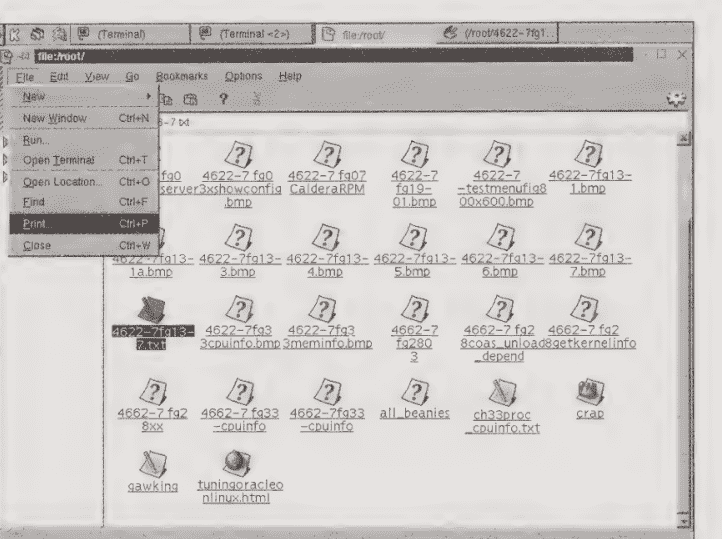 (Terminal) (Terminal <2>) file:/root/ (/root/4622-7fg1...
file:/root/
File Edit View Go Bookmarks Options Help
New
New Window Ctrl+N
Run...
Open Terminal Ctrl+T
Open Location... Ctrl+O
Find Ctrl+F
Print... Ctrl+P
Close Ctrl+W
-7 txt
fg0 4622-7 fg0 4622-7 fg07 4622-7 4622-7 4622-7fg13-
server3xshowconfig CalderaRPM fg19- -testmenufig8 1.bmp
.bmp 01.bmp 00x600.bmp
4622-7fg13- 4622-7fg13- 4622-7fg13- 4622-7fg13- 4622-7fg13- 4622-7fg13-
1a.bmp 3.bmp 4.bmp 5.bmp 6.bmp 7.bmp
4622-7fg13- 4622-7fg3 4622-7fg3 4662-7 4662-7 fg2 4662-7 fg2
7.txt 3cpuinfo.bmp 3meminfo.bmp fg280 8coas_unload 8getkernelinfo
3 _depend
4662-7 fg2 4662-7fg33 4662-7fg33 all_beanies ch33proc crap
8xx -cpuinfo -cpuinfo _cpuinfo.txt
gawking tuningoracleo
nlinux.html